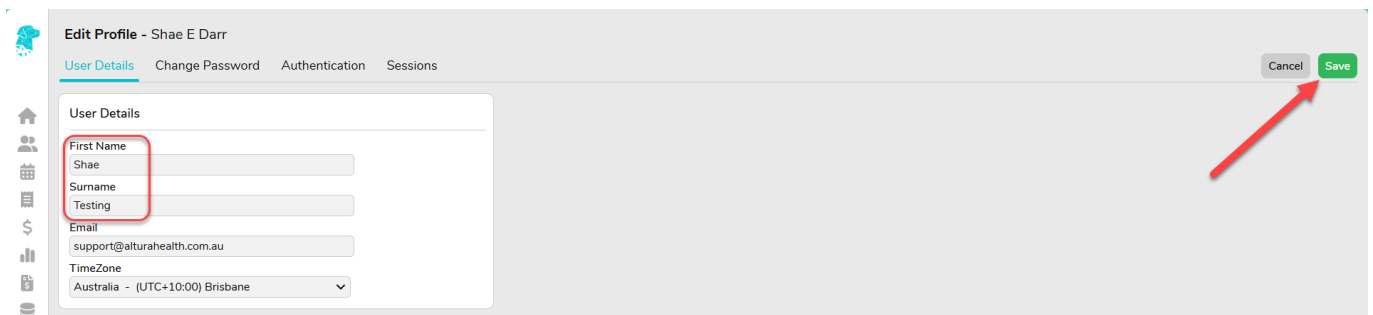 Edit Profile - Shae E Darr
User Details Change Password Authentication Sessions
Cancel Save
User Details
First Name
Shae
Surname
Testing
Email
support@alturahealth.com.au
TimeZone
Australia - (UTC+10:00) Brisbane